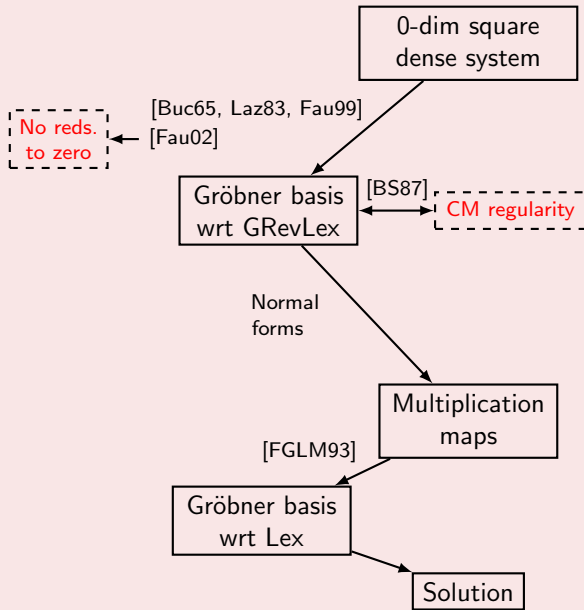 0-dim square
dense system
[Buc65, Laz83, Fau99]
[Fau02]
No reds.
to zero
Gröbner basis
wrt GRevLex
[BS87]
CM regularity
Normal
forms
Multiplication
maps
[FGLM93]
Gröbner basis
wrt Lex
Solution